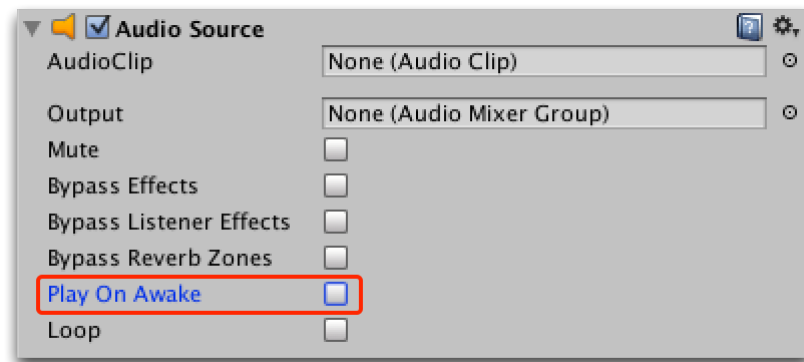 Audio Source
AudioClip None (Audio Clip)
Output None (Audio Mixer Group)
Mute
Bypass Effects
Bypass Listener Effects
Bypass Reverb Zones
Play On Awake
Loop